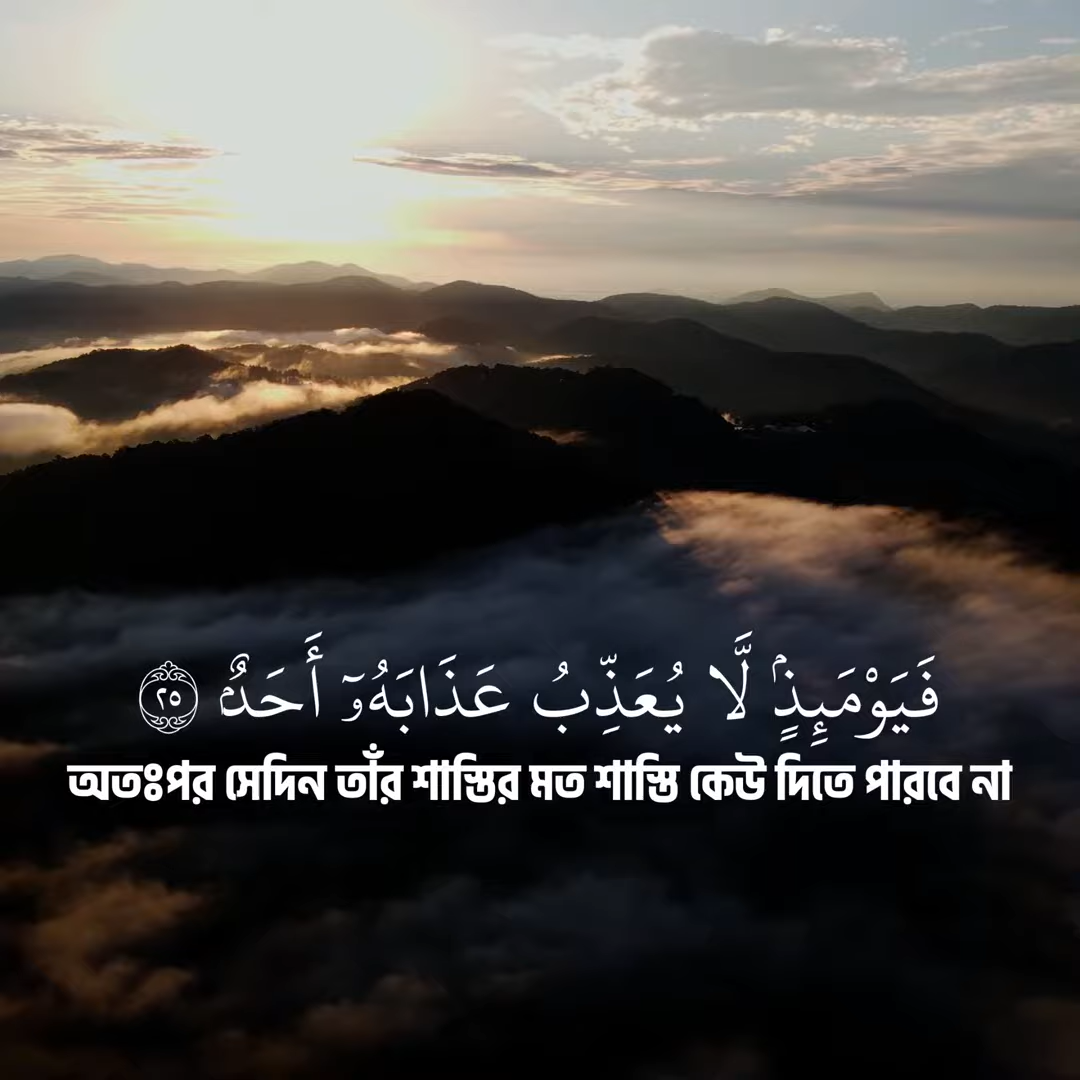 فَيَوْمَئِذٍۢ لَّا يُعَذِّبُ عَذَابَهُۥٓ أَحَدٌۭ ٢٥
অতঃপর সেদিন তাঁর শাস্তির মত শাস্তি কেউ দিতে পারবে না